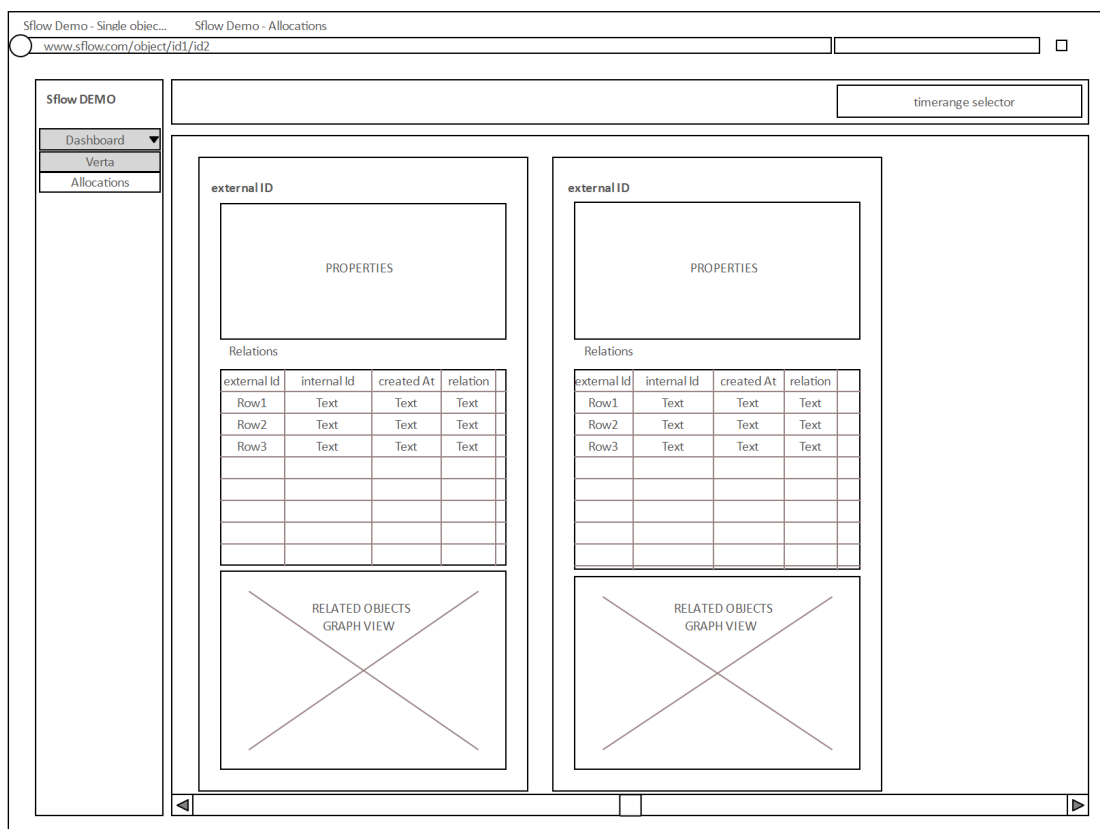 Sflow Demo - Single objec... Sflow Demo - Allocations
www.sflow.com/object/id1/id2
Sflow DEMO
timerange selector
Dashboard
Verta
Allocations
external ID
PROPERTIES
Relations
external Id internal Id created At relation
Row1 Text Text Text
Row2 Text Text Text
Row3 Text Text Text
RELATED OBJECTS
GRAPH VIEW
external ID
PROPERTIES
Relations
external Id internal Id created At relation
Row1 Text Text Text
Row2 Text Text Text
Row3 Text Text Text
RELATED OBJECTS
GRAPH VIEW